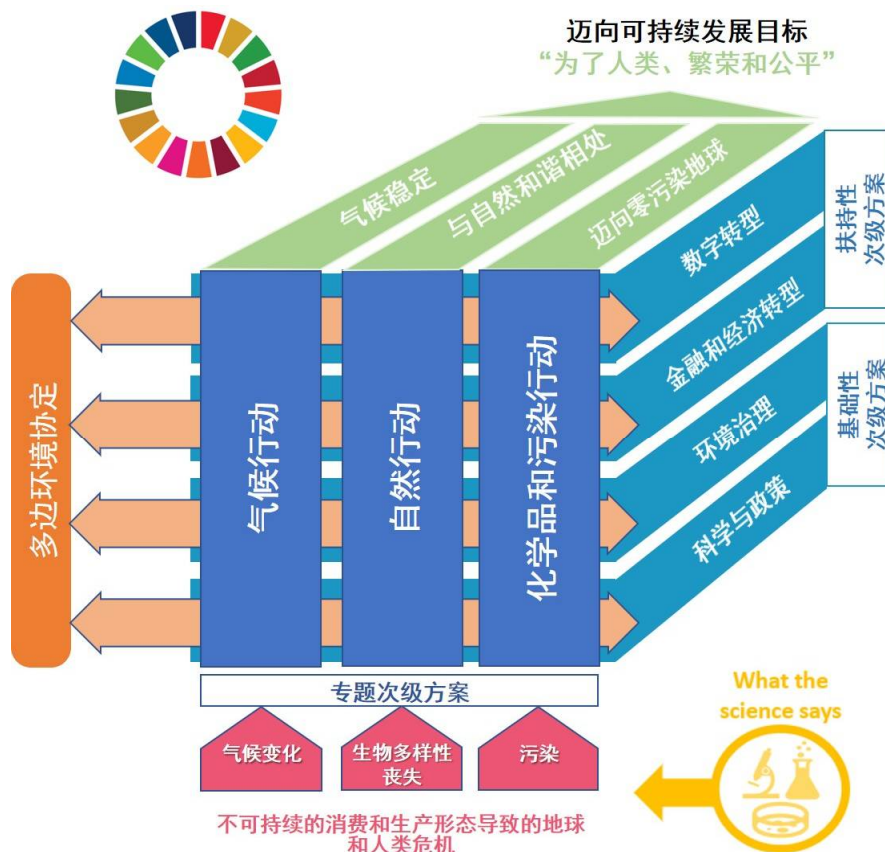 迈向可持续发展目标
“为了人类、繁荣和公平”
气候稳定
与自然和谐相处
迈向零污染地球
数字转型
金融和经济转型
环境治理
科学与政策
扶持性
次级方案
基础性
次级方案
多边环境协定
气候行动
自然行动
化学品和污染行动
专题次级方案
气候变化
生物多样性
丧失
污染
What the
science says
不可持续的消费和生产形态导致的地球
和人类危机